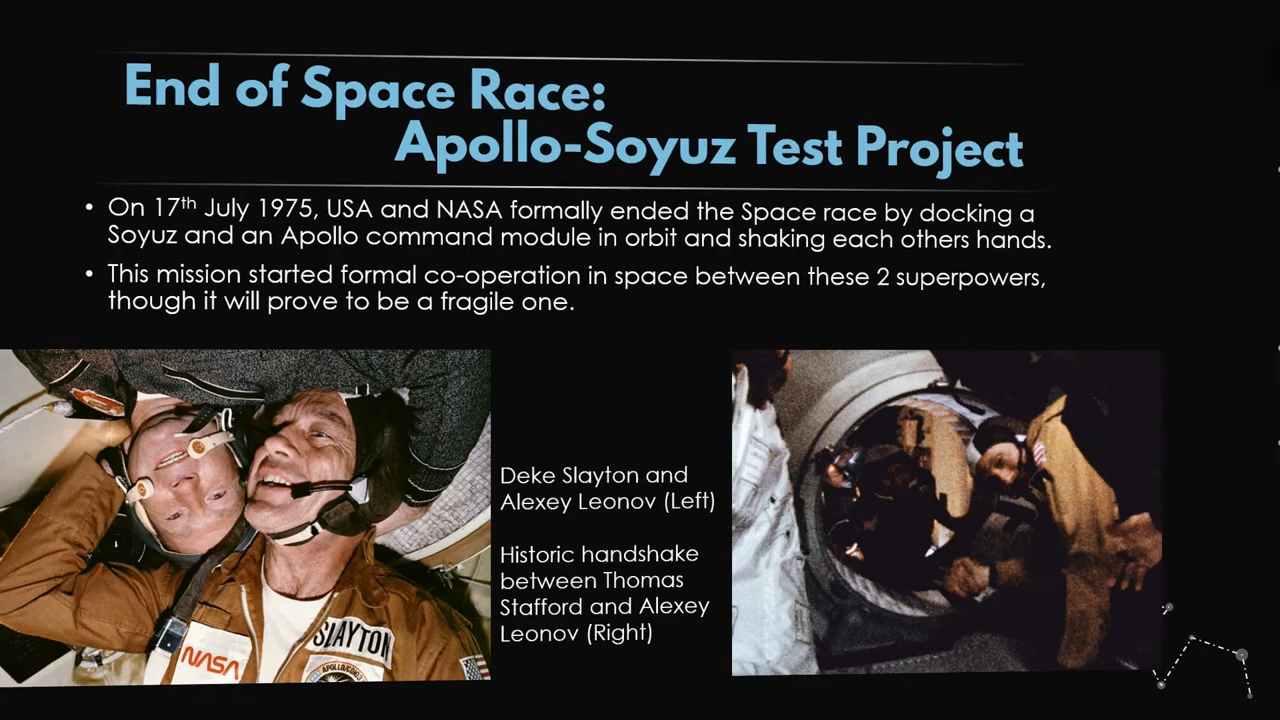 End of Space Race:
Apollo-Soyuz Test Project
• On 17th July 1975, USA and NASA formally ended the Space race by docking a
Soyuz and an Apollo command module in orbit and shaking each others hands.
• This mission started formal co-operation in space between these 2 superpowers,
though it will prove to be a fragile one.
Deke Slayton and
Alexey Leonov (Left)
Historic handshake
between Thomas
Stafford and Alexey
Leonov (Right)
NASA
SLAYTON